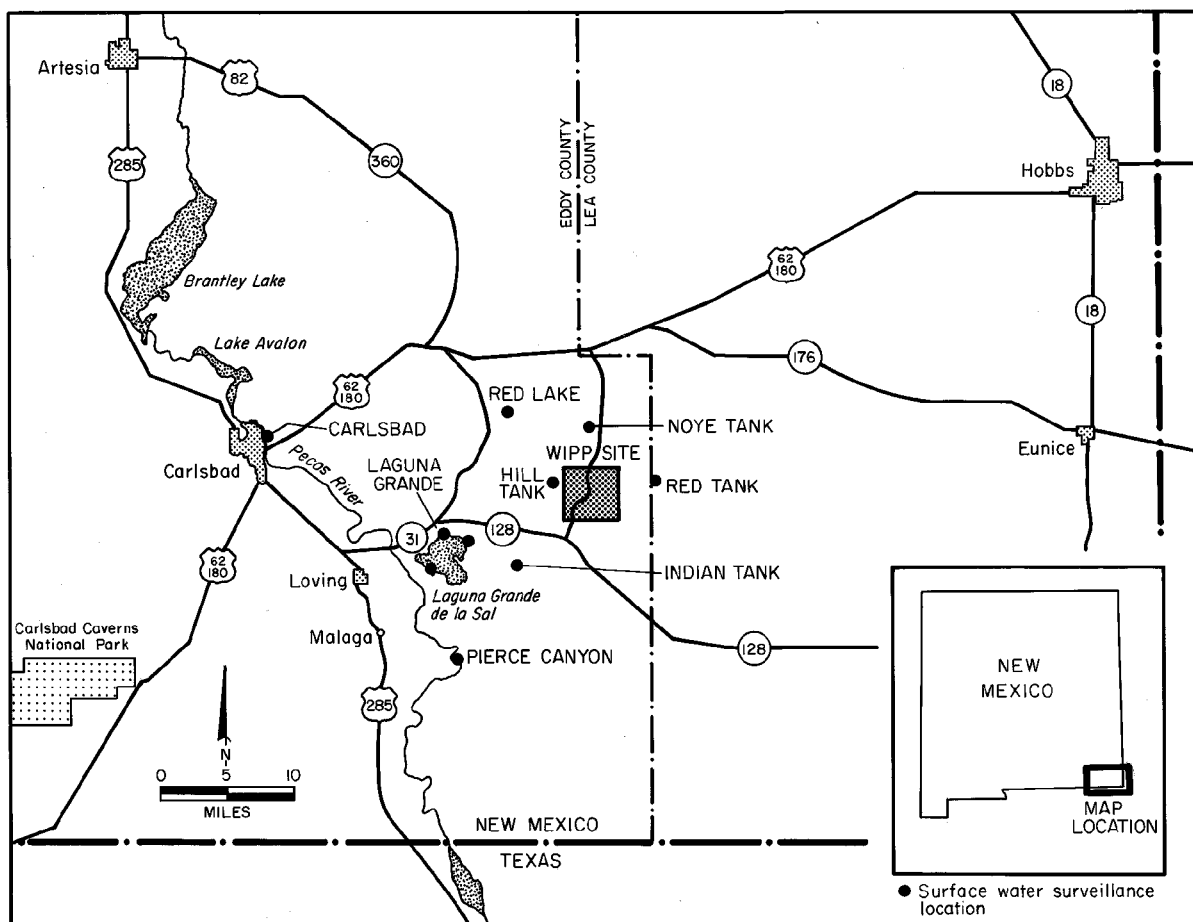 Artesia
82
18
285
360
EDDY COUNTY
LEA COUNTY
Hobbs
Brantley Lake
62
180
18
Lake Avalon
176
62
180
RED LAKE
CARLSBAD
NOYE TANK
Eunice
Carlsbad
Pecos River
LAGUNA
GRANDE
WIPP SITE
HILL
TANK
RED TANK
31
128
62
180
Loving
INDIAN TANK
Laguna Grande
de la Sal
Carlsbad Caverns
National Park
Malaga
PIERCE CANYON
128
285
NEW
MEXICO
N
0 5 10
MILES
MAP
LOCATION
NEW MEXICO
TEXAS
Surface water surveillance
location